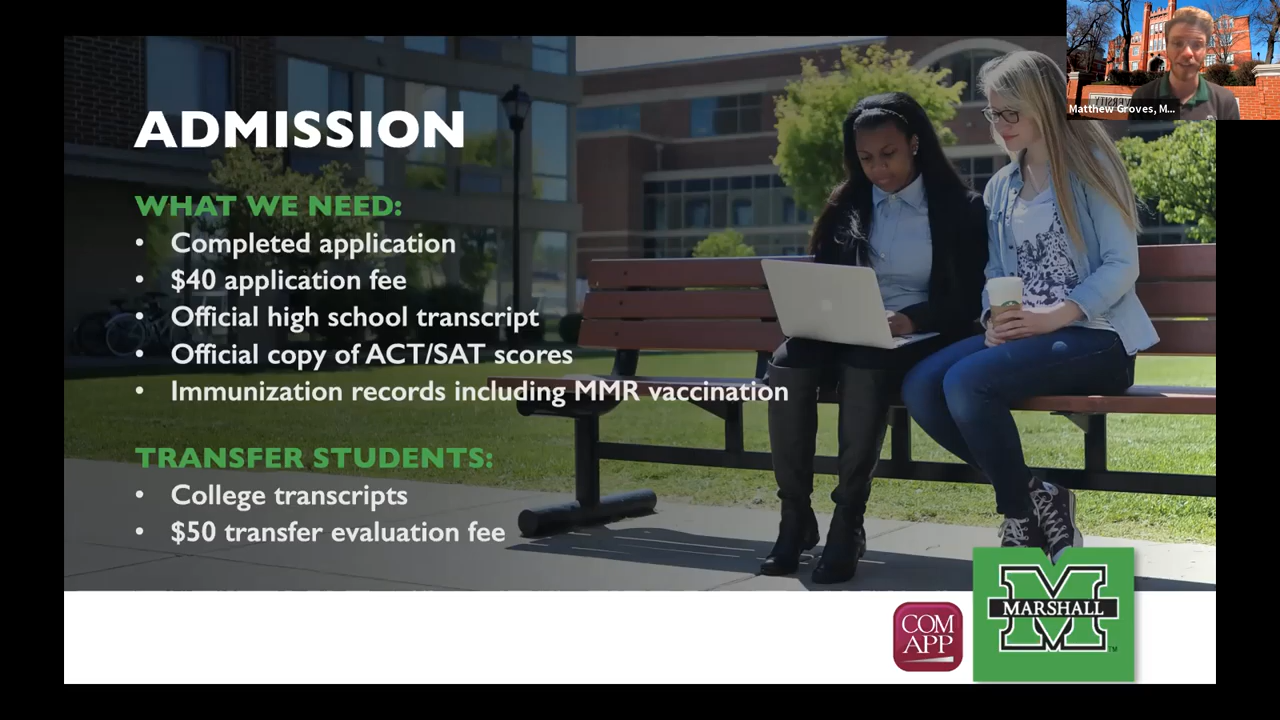 Matthew Groves, M...
ADMISSION
WHAT WE NEED:
• Completed application
• $40 application fee
• Official high school transcript
• Official copy of ACT/SAT scores
• Immunization records including MMR vaccination
TRANSFER STUDENTS:
• College transcripts
• $50 transfer evaluation fee
COM
APP
MARSHALL
TM